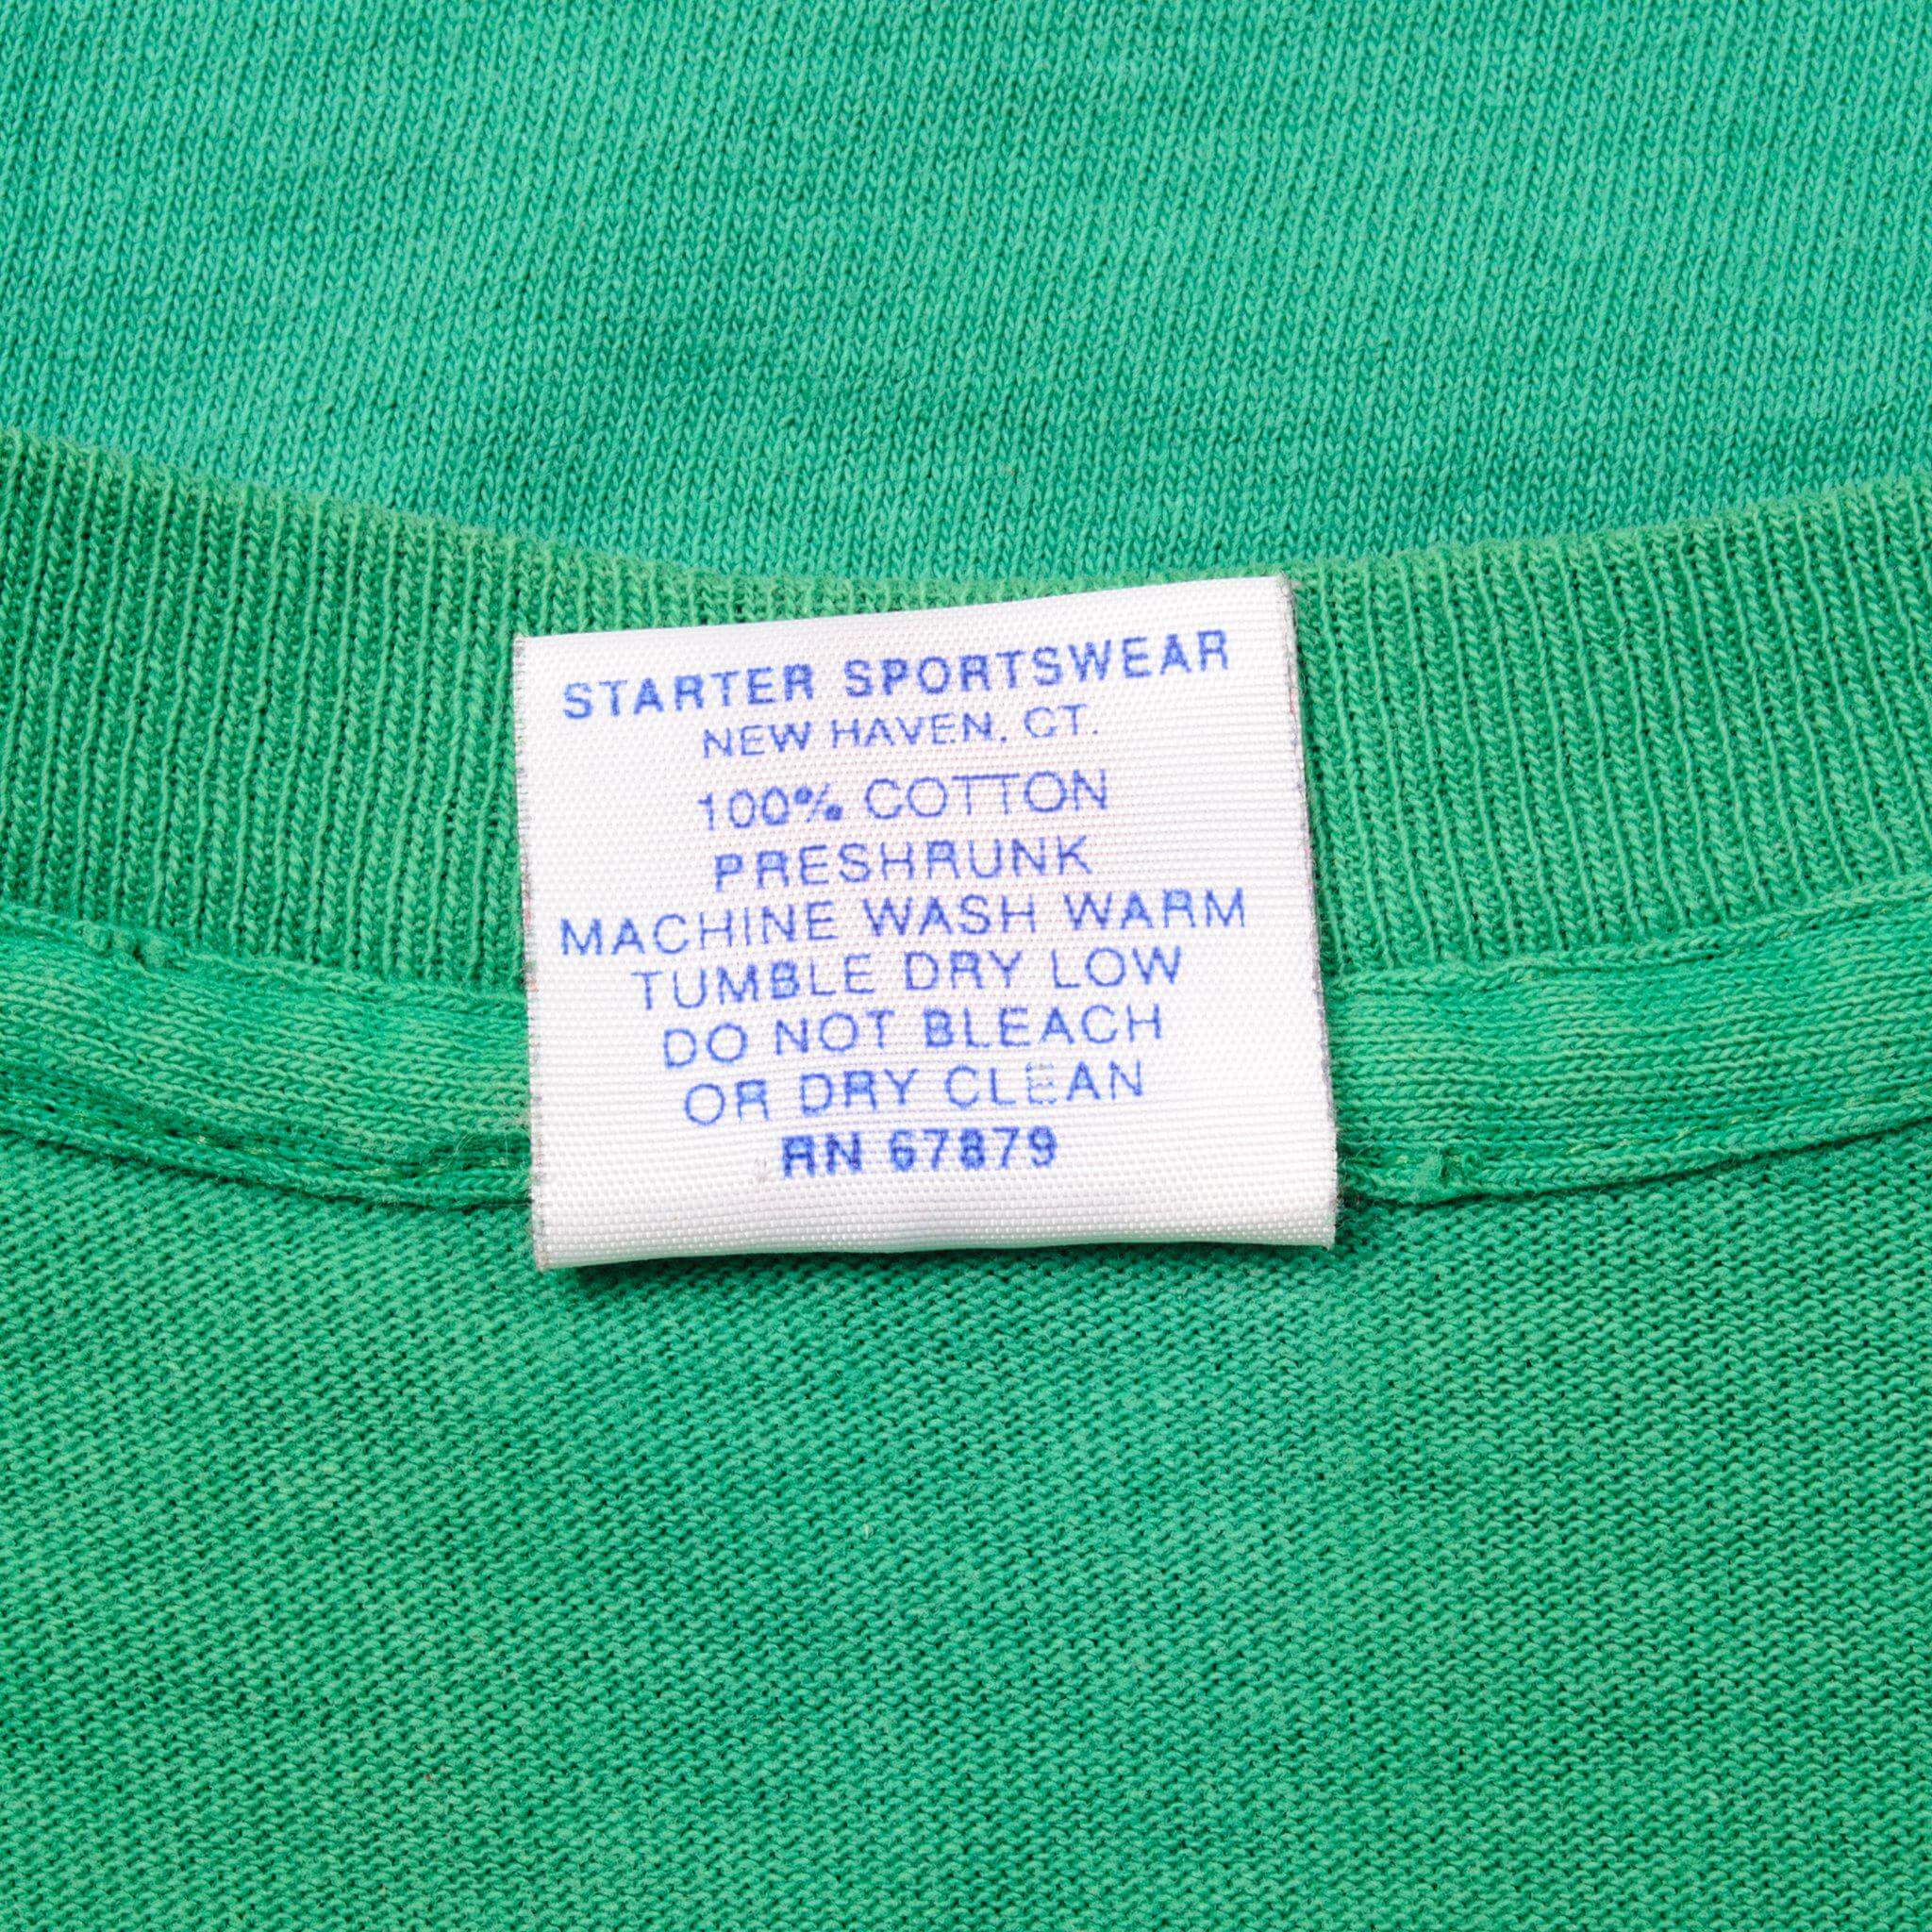 STARTER SPORTSWEAR
NEW HAVEN, CT.
100% COTTON
PRESHRUNK
MACHINE WASH WARM
TUMBLE DRY LOW
DO NOT BLEACH
OR DRY CLEAN
RN 67879